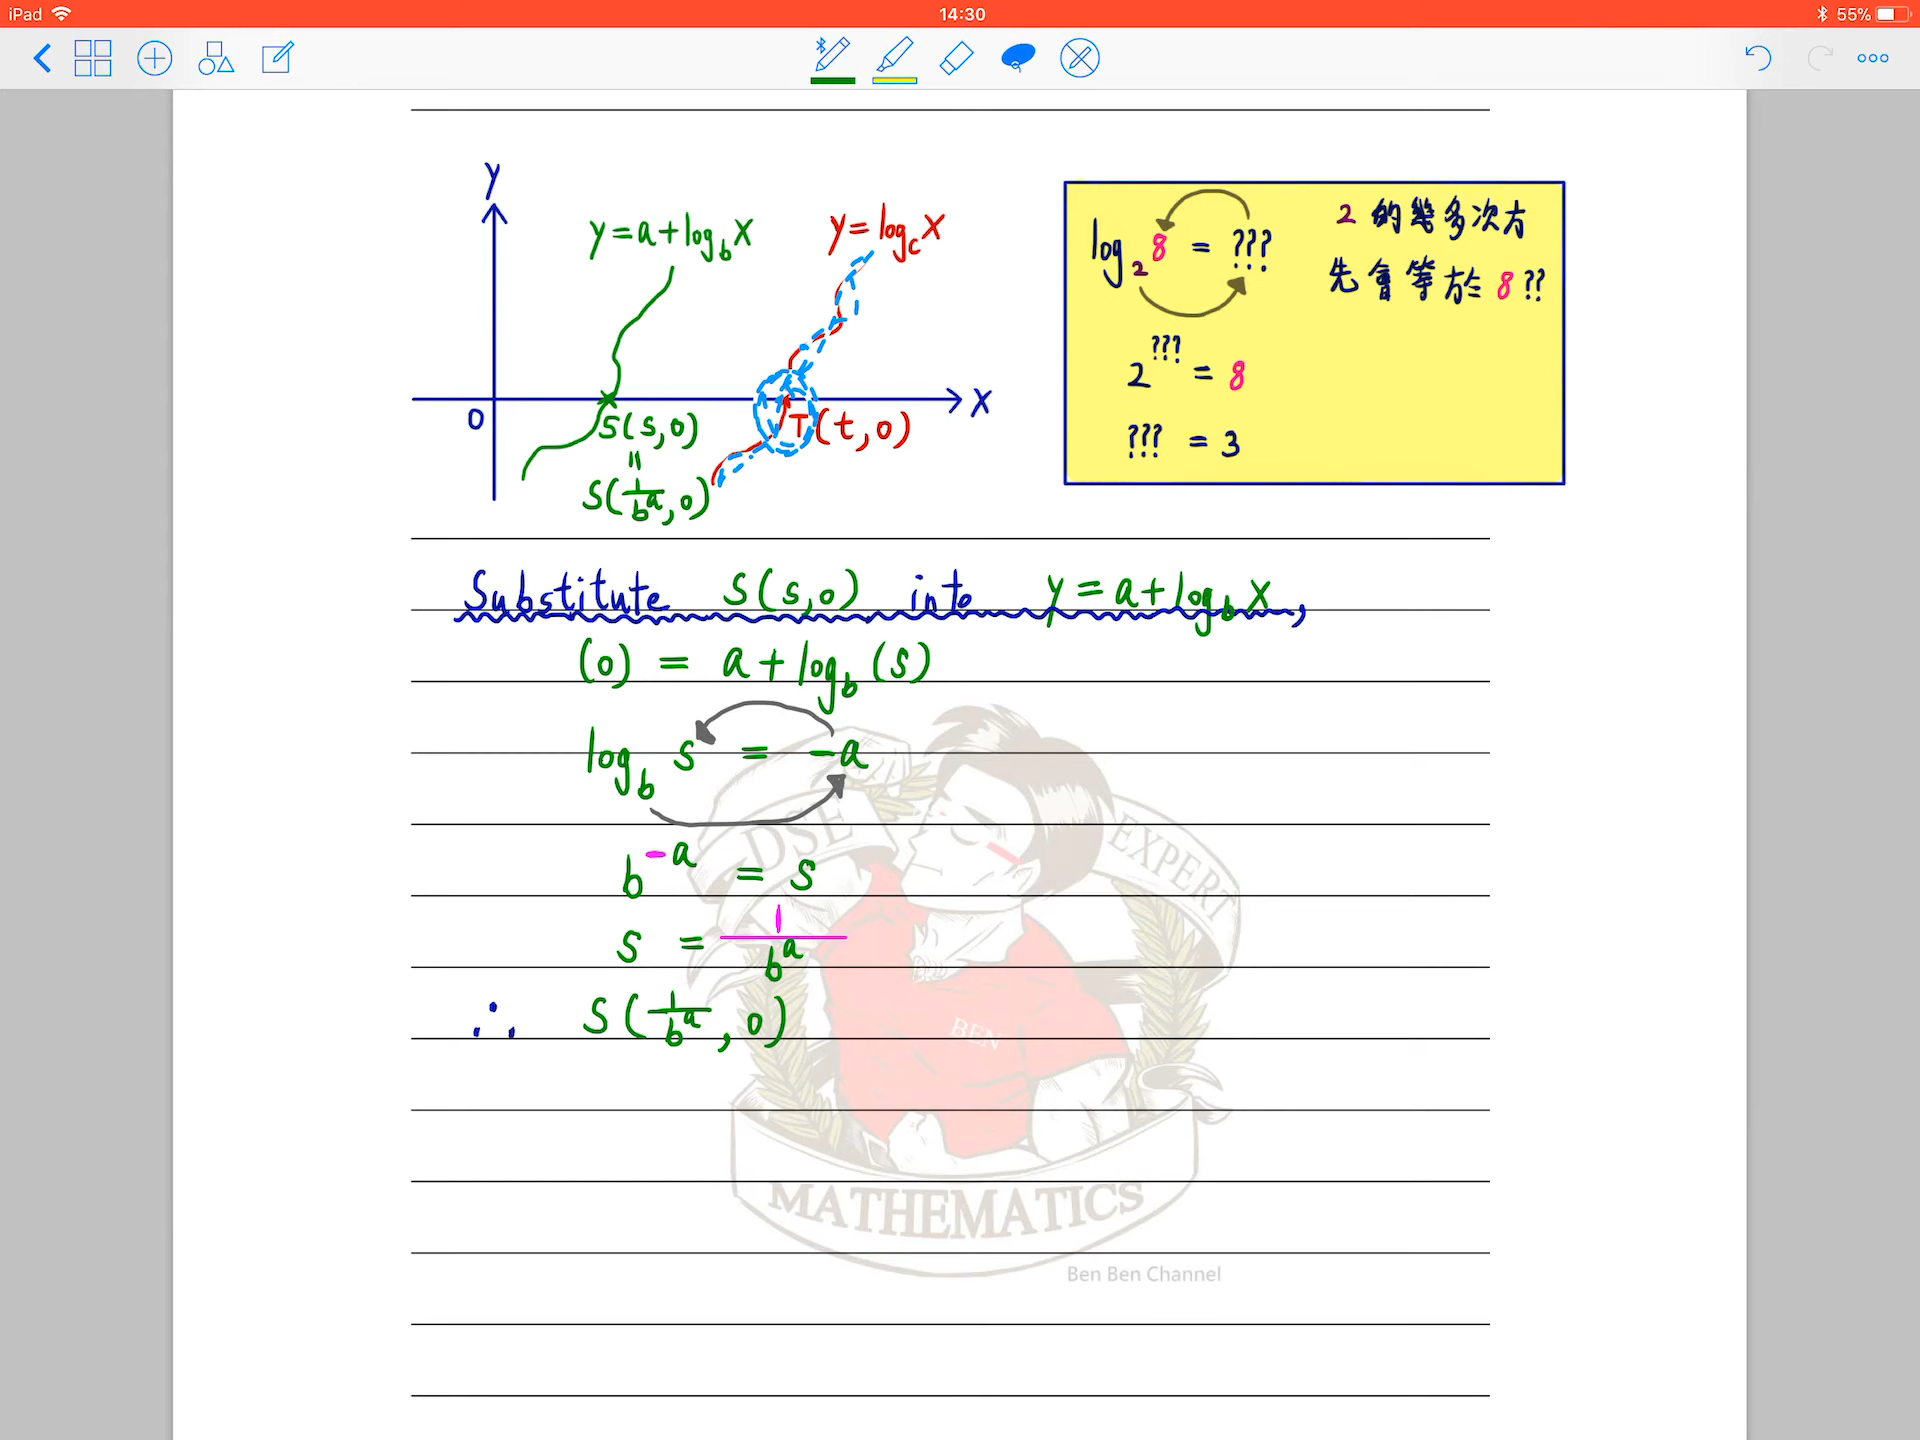 iPad
14:30
55%
Y
y=a+log_b X
y=log_c X
X
0
S(s,0)
T(t,0)
=
S(1/b^a,0)
log_2 8 = ???
2 的幾多次方
先會等於 8??
2^??? = 8
??? = 3
Substitute S(s,0) into y=a+log_b X,
(0) = a+log_b(s)
log_b s = -a
b^-a = s
s = 1/b^a
∴ S(1/b^a,0)
DSE EXPERT
BEN
MATHEMATICS
Ben Ben Channel